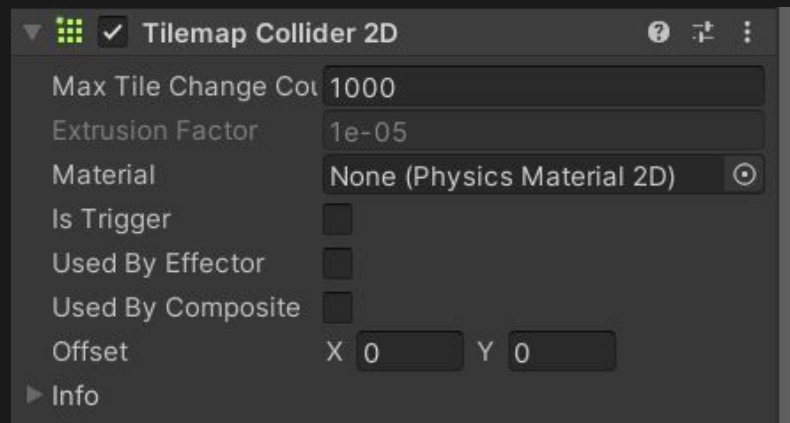 Tilemap Collider 2D
Max Tile Change Cou 1000
Extrusion Factor 1e-05
Material None (Physics Material 2D)
Is Trigger
Used By Effector
Used By Composite
Offset X 0 Y 0
Info